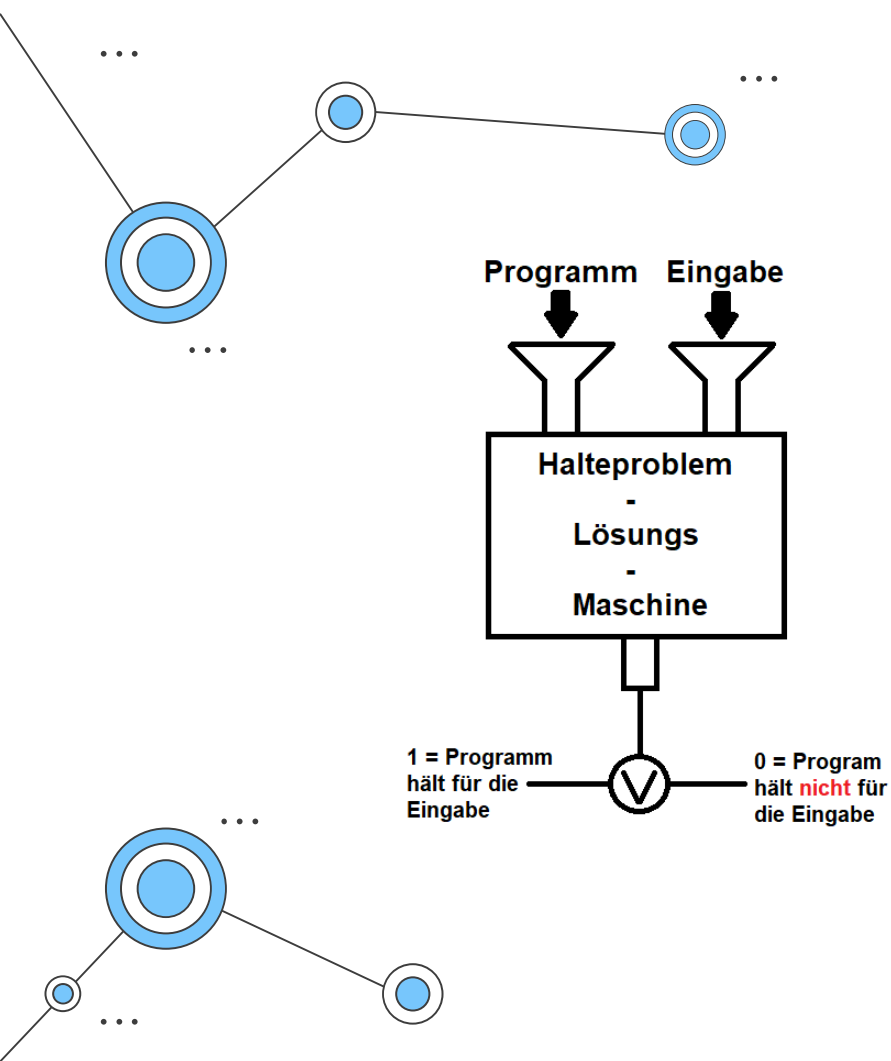 Programm Eingabe
Halteproblem
-
Lösungs
-
Maschine
V
1 = Programm
hält für die
Eingabe
0 = Program
hält nicht für
die Eingabe